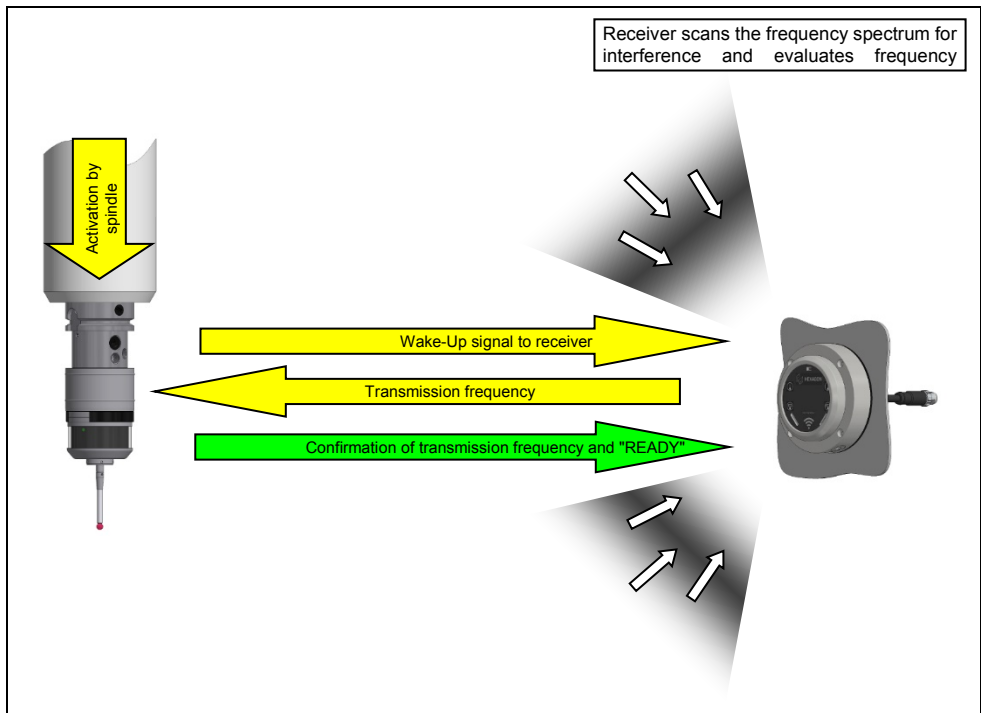 Receiver scans the frequency spectrum for
interference and evaluates frequency
Activation by
spindle
Wake-Up signal to receiver
Transmission frequency
Confirmation of transmission frequency and "READY"